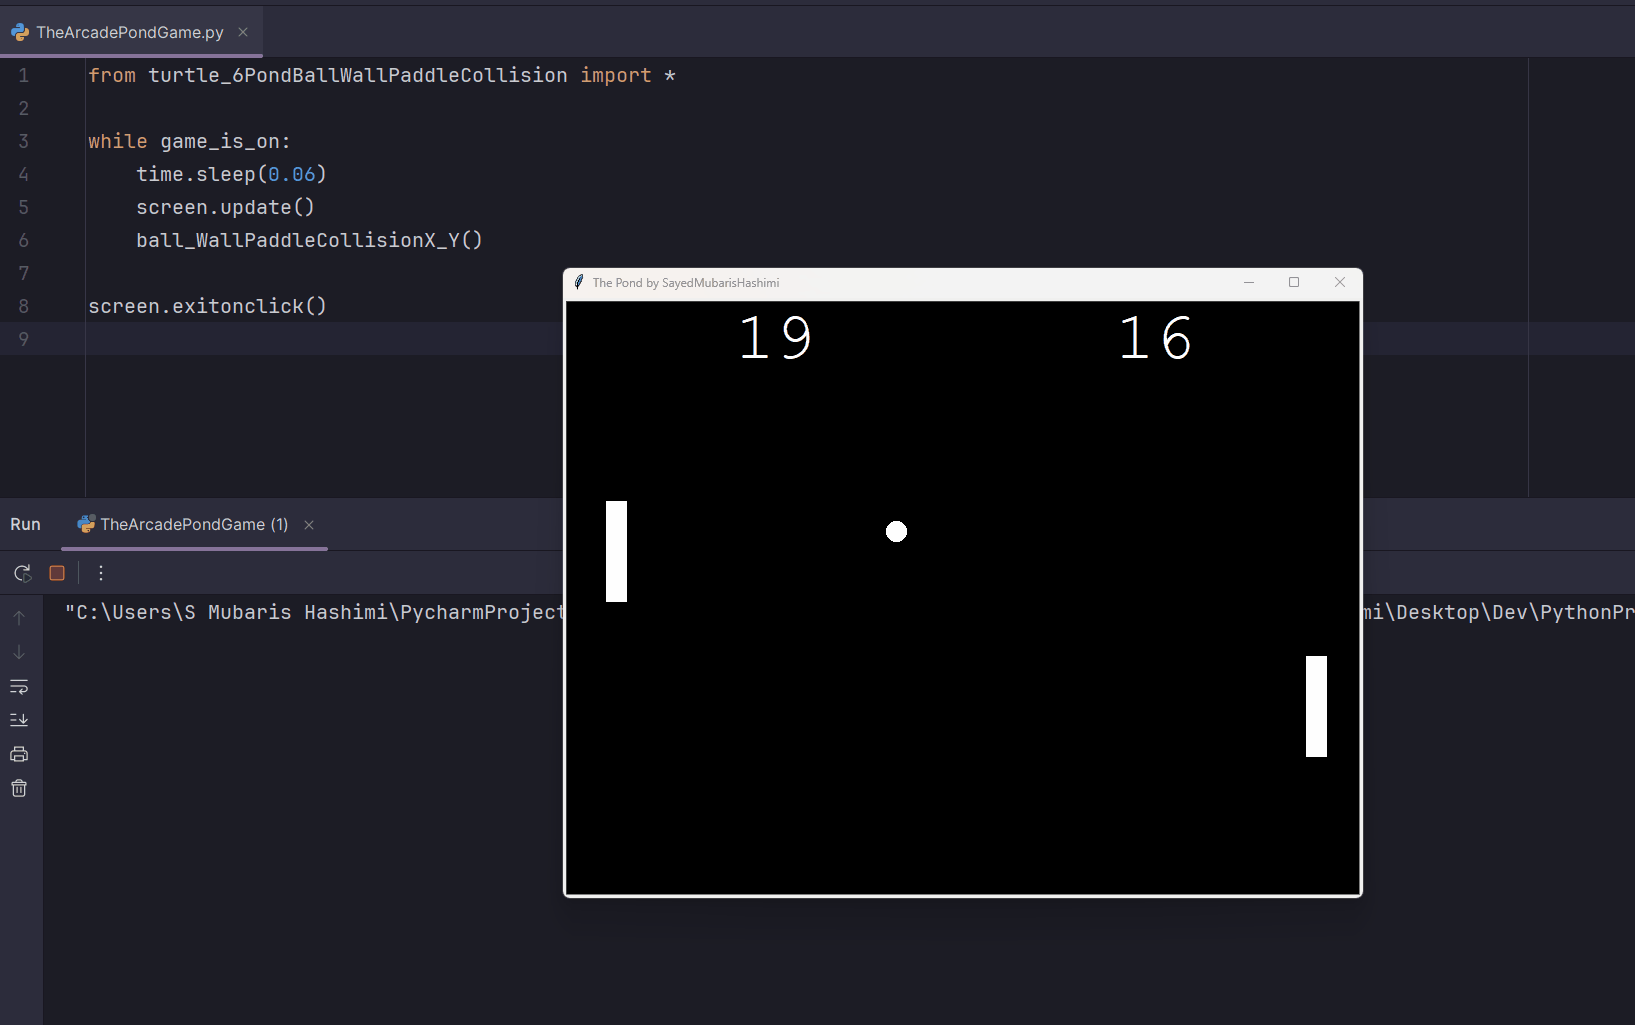 TheArcadePondGame.py
1 from turtle_6PondBallWallPaddleCollision import *
2
3 while game_is_on:
4 time.sleep(0.06)
5 screen.update()
6 ball_WallPaddleCollisionX_Y()
7
8 screen.exitonclick()
9
The Pond by SayedMubarisHashimi
19 16
Run TheArcadePondGame (1)
"C:\Users\S Mubaris Hashimi\PycharmProject mi\Desktop\Dev\PythonPr